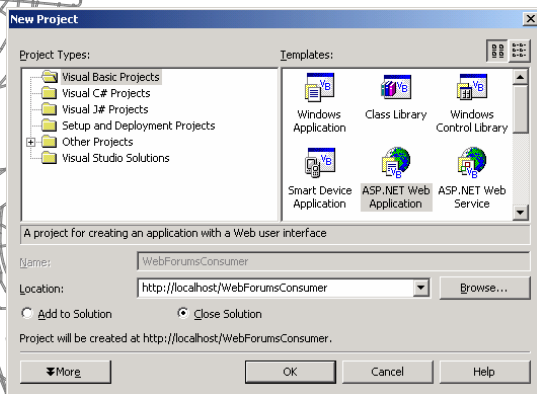 New Project
Project Types:
Templates:
Visual Basic Projects
Visual C# Projects
Visual J# Projects
Setup and Deployment Projects
Other Projects
Visual Studio Solutions
Windows Application
Class Library
Windows Control Library
Smart Device Application
ASP.NET Web Application
ASP.NET Web Service
A project for creating an application with a Web user interface
Name:
WebForumsConsumer
Location:
http://localhost/WebForumsConsumer
Browse...
Add to Solution
Close Solution
Project will be created at http://localhost/WebForumsConsumer.
More
OK
Cancel
Help